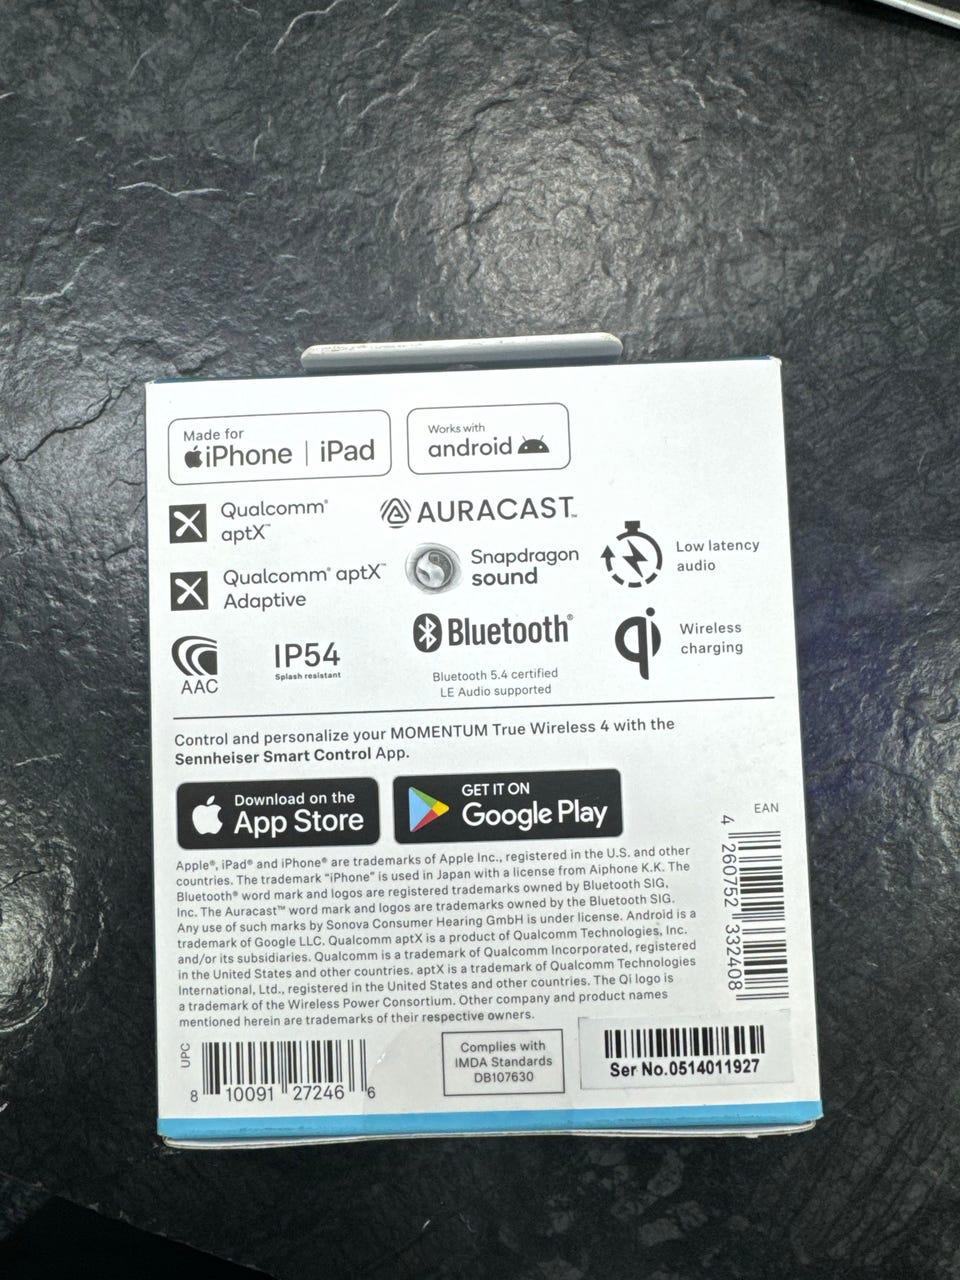 Made for
iPhone | iPad
Works with
android
Qualcomm®
aptX™
AURACAST™
Qualcomm® aptX™
Adaptive
Snapdragon
sound
Low latency
audio
AAC
IP54
Splash resistant
Bluetooth®
Bluetooth 5.4 certified
LE Audio supported
qi
Wireless
charging
Control and personalize your MOMENTUM True Wireless 4 with the
Sennheiser Smart Control App.
Download on the
App Store
GET IT ON
Google Play
Apple®, iPad® and iPhone® are trademarks of Apple Inc., registered in the U.S. and other
countries. The trademark “iPhone” is used in Japan with a license from Aiphone K.K. The
Bluetooth® word mark and logos are registered trademarks owned by Bluetooth SIG,
Inc. The Auracast™ word mark and logos are trademarks owned by the Bluetooth SIG.
Any use of such marks by Sonova Consumer Hearing GmbH is under license. Android is a
trademark of Google LLC. Qualcomm aptX is a product of Qualcomm Technologies, Inc.
and/or its subsidiaries. Qualcomm is a trademark of Qualcomm Incorporated, registered
in the United States and other countries. aptX is a trademark of Qualcomm Technologies
International, Ltd., registered in the United States and other countries. The Qi logo is
a trademark of the Wireless Power Consortium. Other company and product names
mentioned herein are trademarks of their respective owners.
EAN
4 260752 332408
UPC
8 10091 27246 6
Complies with
IMDA Standards
DB107630
Ser No.0514011927